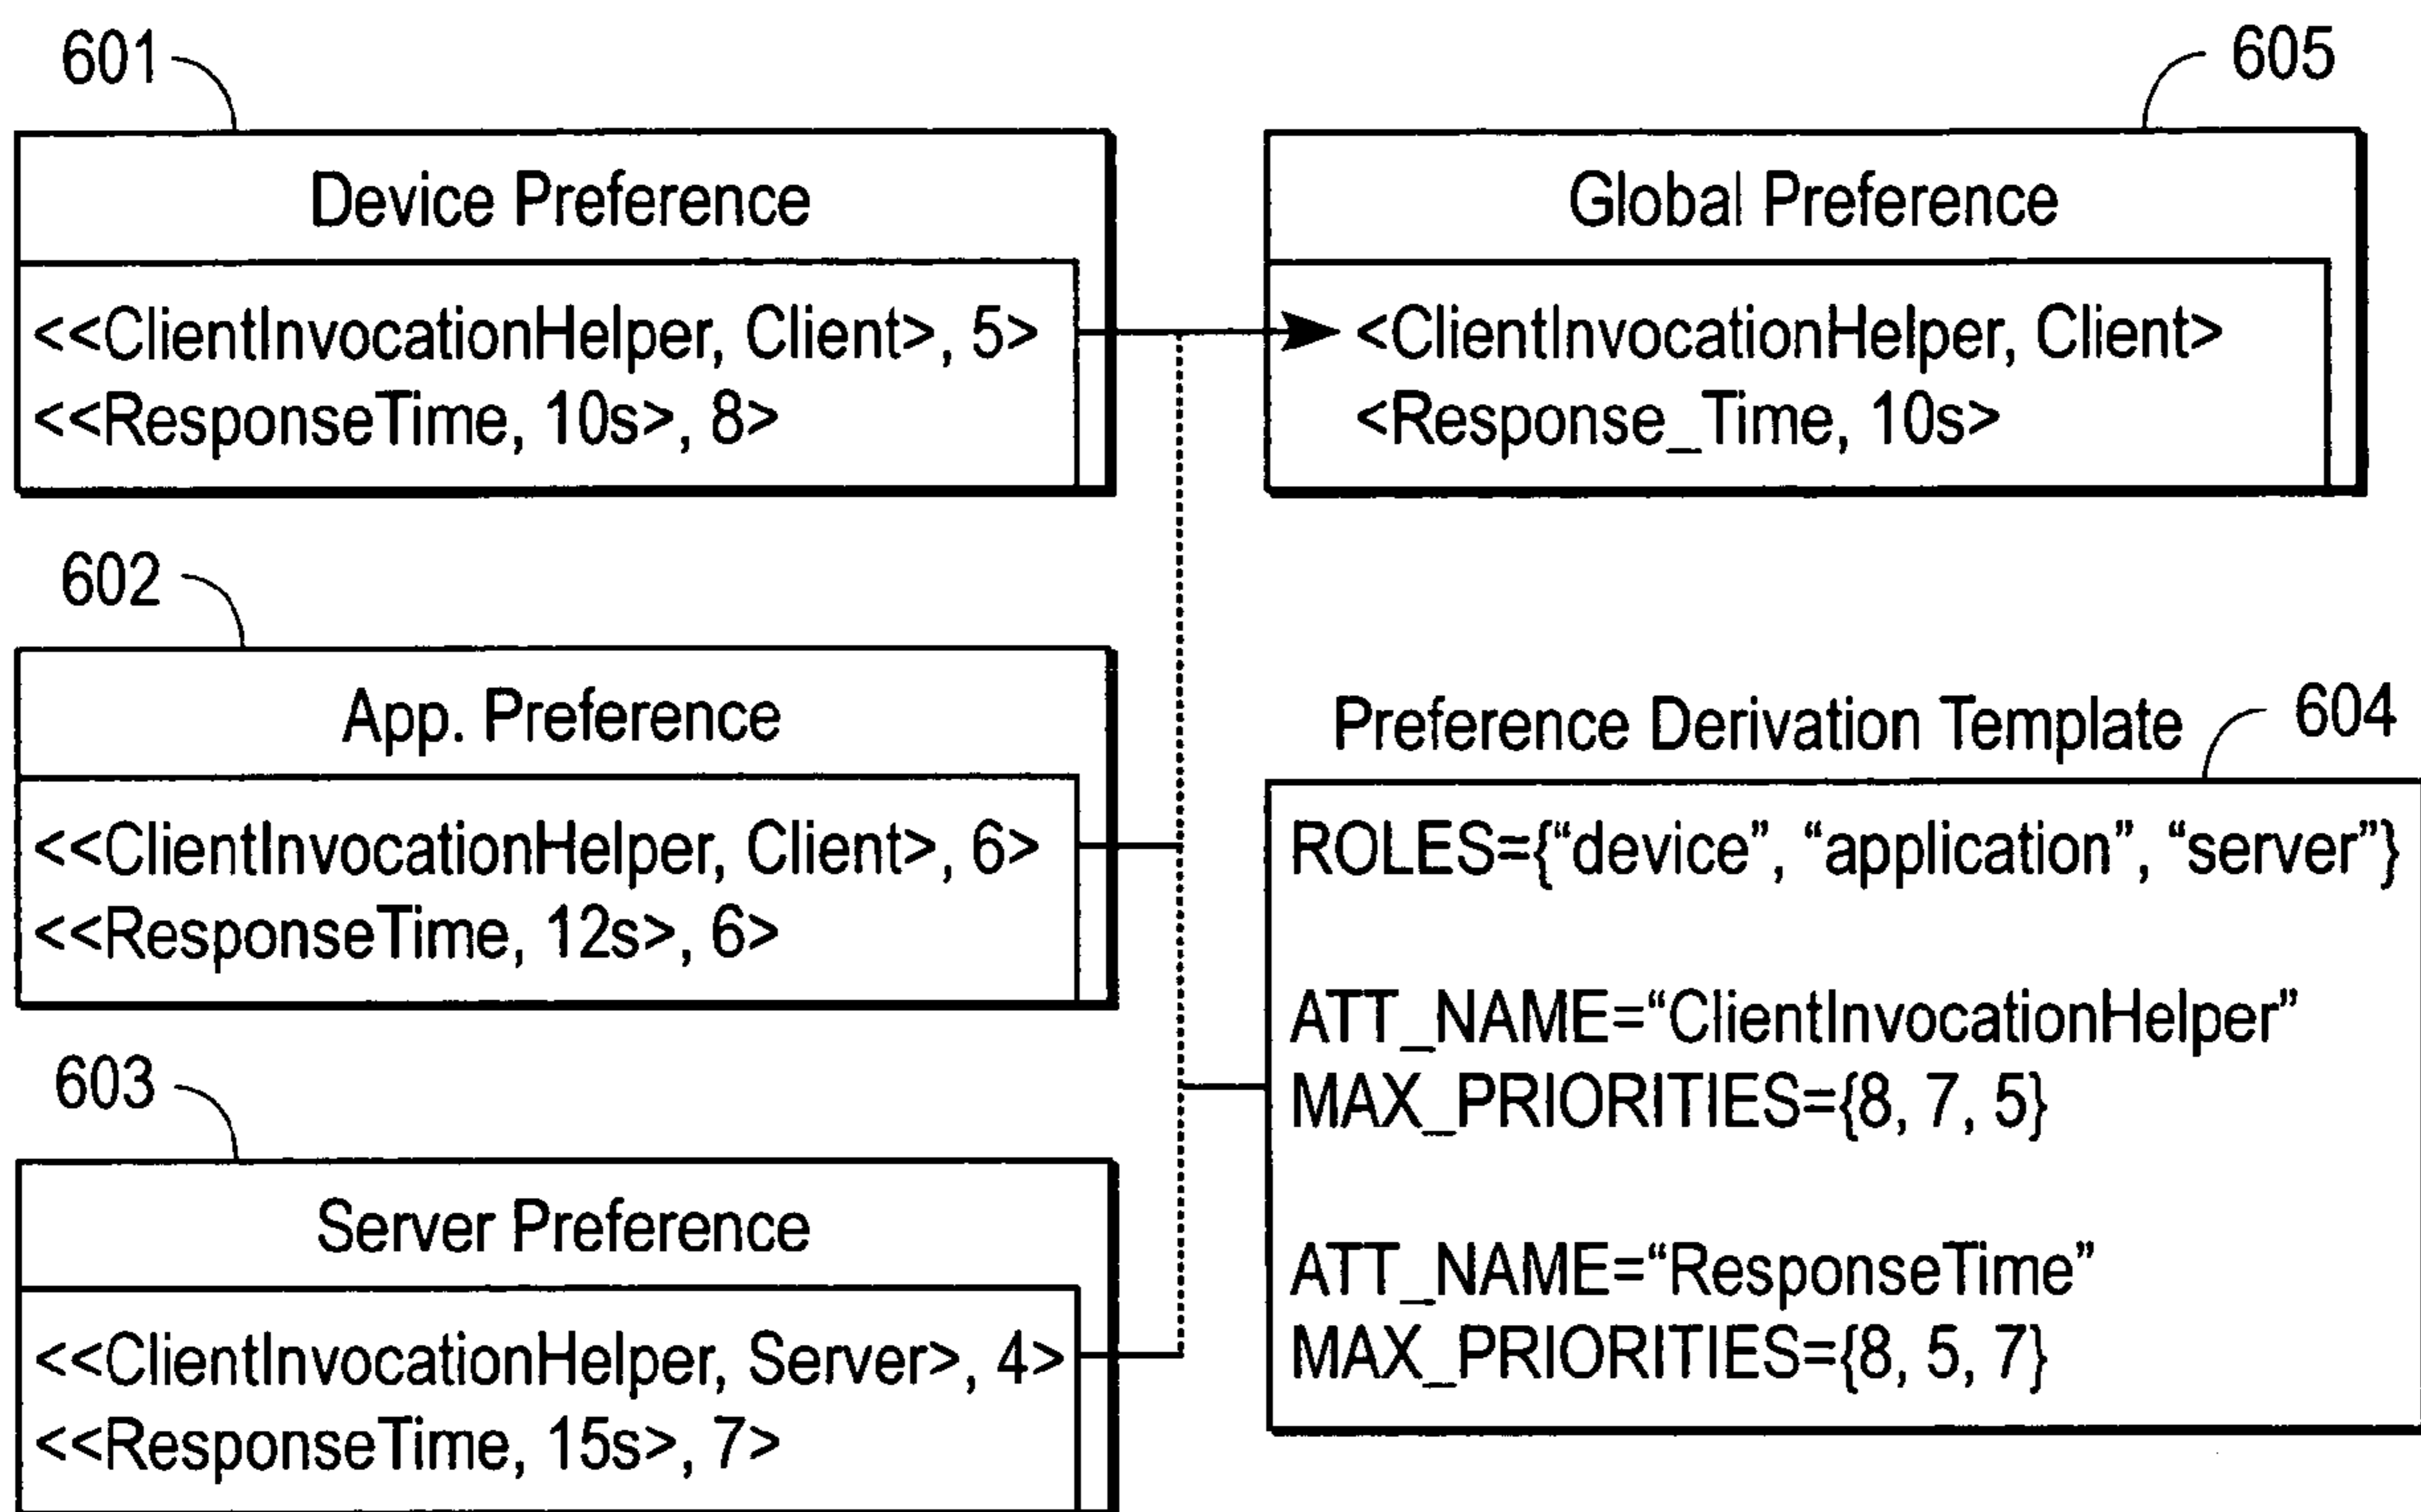 601
Device Preference
<<ClientInvocationHelper, Client>, 5>
<<ResponseTime, 10s>, 8>
605
Global Preference
<ClientInvocationHelper, Client>
<Response_Time, 10s>
602
App. Preference
<<ClientInvocationHelper, Client>, 6>
<<ResponseTime, 12s>, 6>
603
Server Preference
<<ClientInvocationHelper, Server>, 4>
<<ResponseTime, 15s>, 7>
Preference Derivation Template
604
ROLES={“device”, “application”, “server”}
ATT_NAME=“ClientInvocationHelper”
MAX_PRIORITIES={8, 7, 5}
ATT_NAME=“ResponseTime”
MAX_PRIORITIES={8, 5, 7}